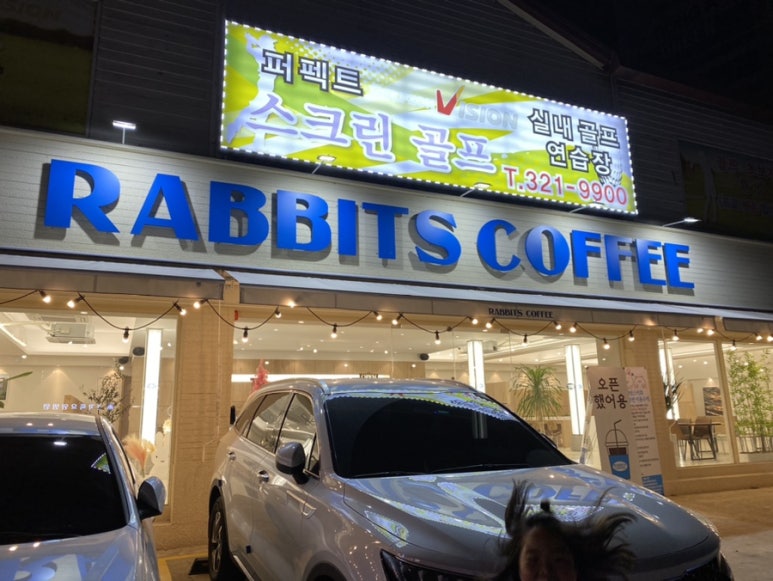 퍼펙트
스크린 골프
VISION
실내 골프
연습장
T.321-9900
RABBITS COFFEE
RABBITS COFFEE
오픈
했어용